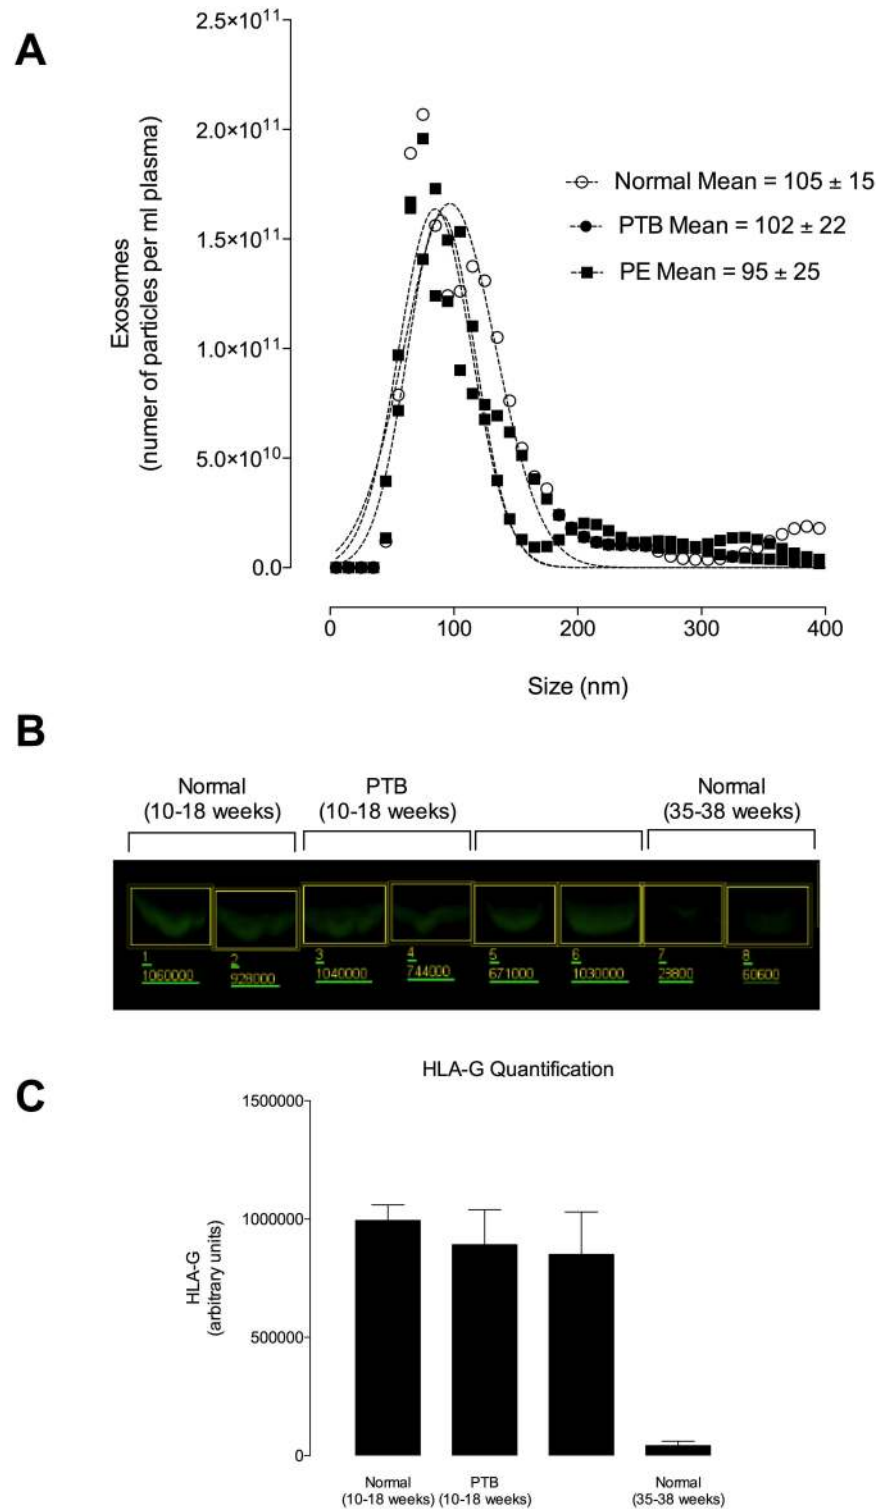 A
2.5×10¹¹
2.0×10¹¹
1.5×10¹¹
1.0×10¹¹
5.0×10¹⁰
0.0
Exosomes
(numer of particles per ml plasma)
Normal Mean = 105 ± 15
PTB Mean = 102 ± 22
PE Mean = 95 ± 25
0 100 200 300 400
Size (nm)
B
Normal PTB Normal
(10-18 weeks) (10-18 weeks) (35-38 weeks)
1 2 3 4 5 6 7 8
1060000 928000 1040000 744000 671000 1030000 28800 60600
C
HLA-G Quantification
1500000
1000000
500000
0
HLA-G
(arbitrary units)
Normal PTB Normal
(10-18 weeks) (10-18 weeks) (35-38 weeks)